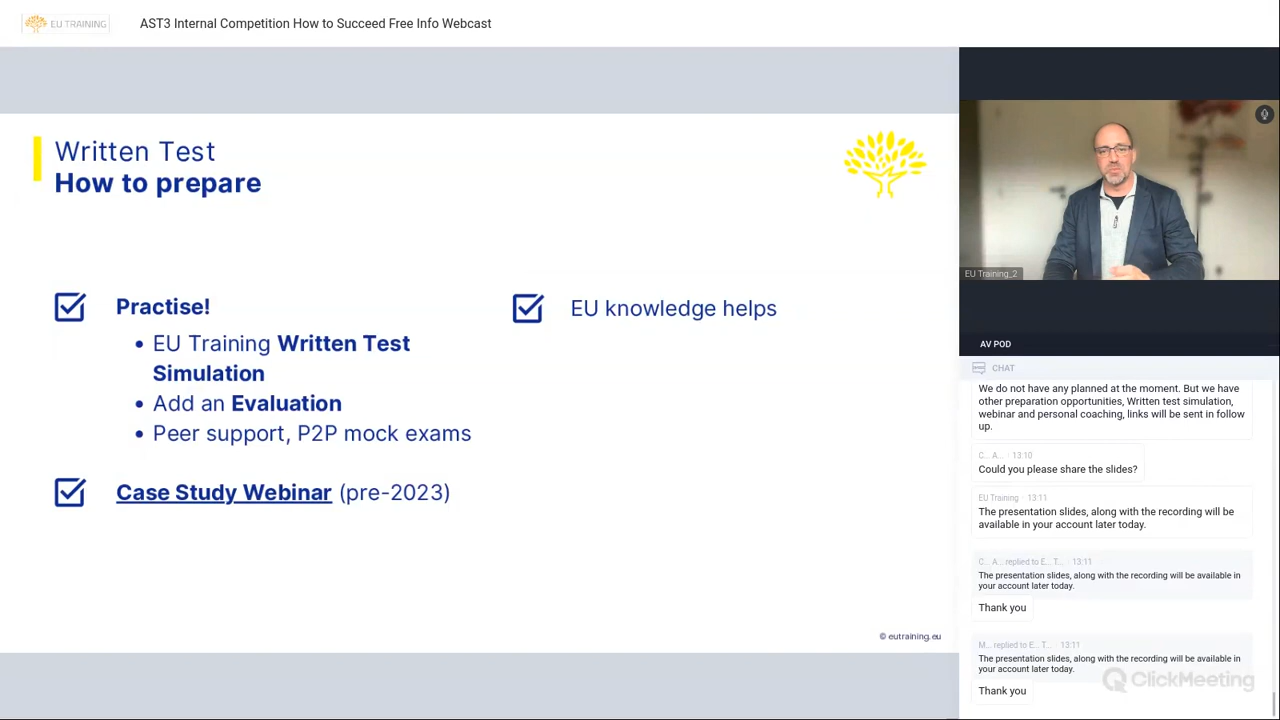 EU TRAINING
AST3 Internal Competition How to Succeed Free Info Webcast
Written Test
How to prepare
Practise!
• EU Training Written Test
Simulation
• Add an Evaluation
• Peer support, P2P mock exams
Case Study Webinar (pre-2023)
EU knowledge helps
© eutraining.eu
EU Training_2
AV POD
CHAT
We do not have any planned at the moment. But we have
other preparation opportunities, Written test simulation,
webinar and personal coaching, links will be sent in follow
up.
C... A... · 13:10
Could you please share the slides?
EU Training · 13:11
The presentation slides, along with the recording will be
available in your account later today.
C... A... replied to E... T... · 13:11
The presentation slides, along with the recording will be available in
your account later today.
Thank you
M... replied to E... T... · 13:11
The presentation slides, along with the recording will be available in
your account later today.
Thank you
ClickMeeting